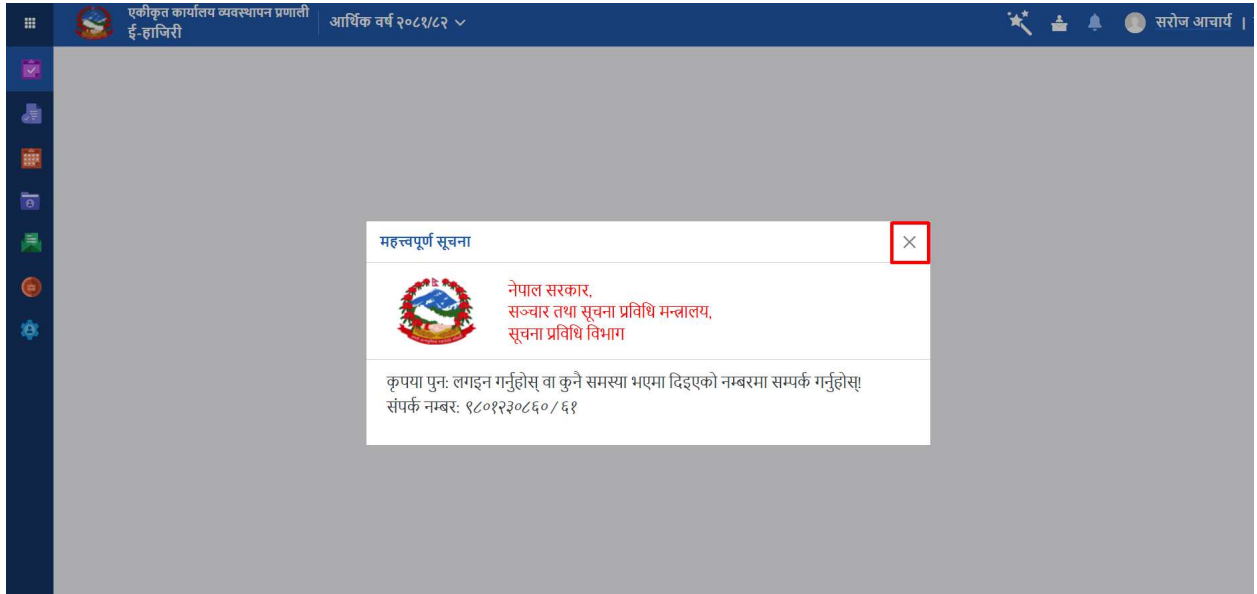 एकीकृत कार्यालय व्यवस्थापन प्रणाली
ई-हाजिरी
आर्थिक वर्ष २०८१/८२
सरोज आचार्य |
महत्त्वपूर्ण सूचना
नेपाल सरकार,
सञ्चार तथा सूचना प्रविधि मन्त्रालय,
सूचना प्रविधि विभाग
कृपया पुन: लगइन गर्नुहोस् वा कुनै समस्या भएमा दिइएको नम्बरमा सम्पर्क गर्नुहोस्!
संपर्क नम्बर: ९८०१२३०८६०/६१